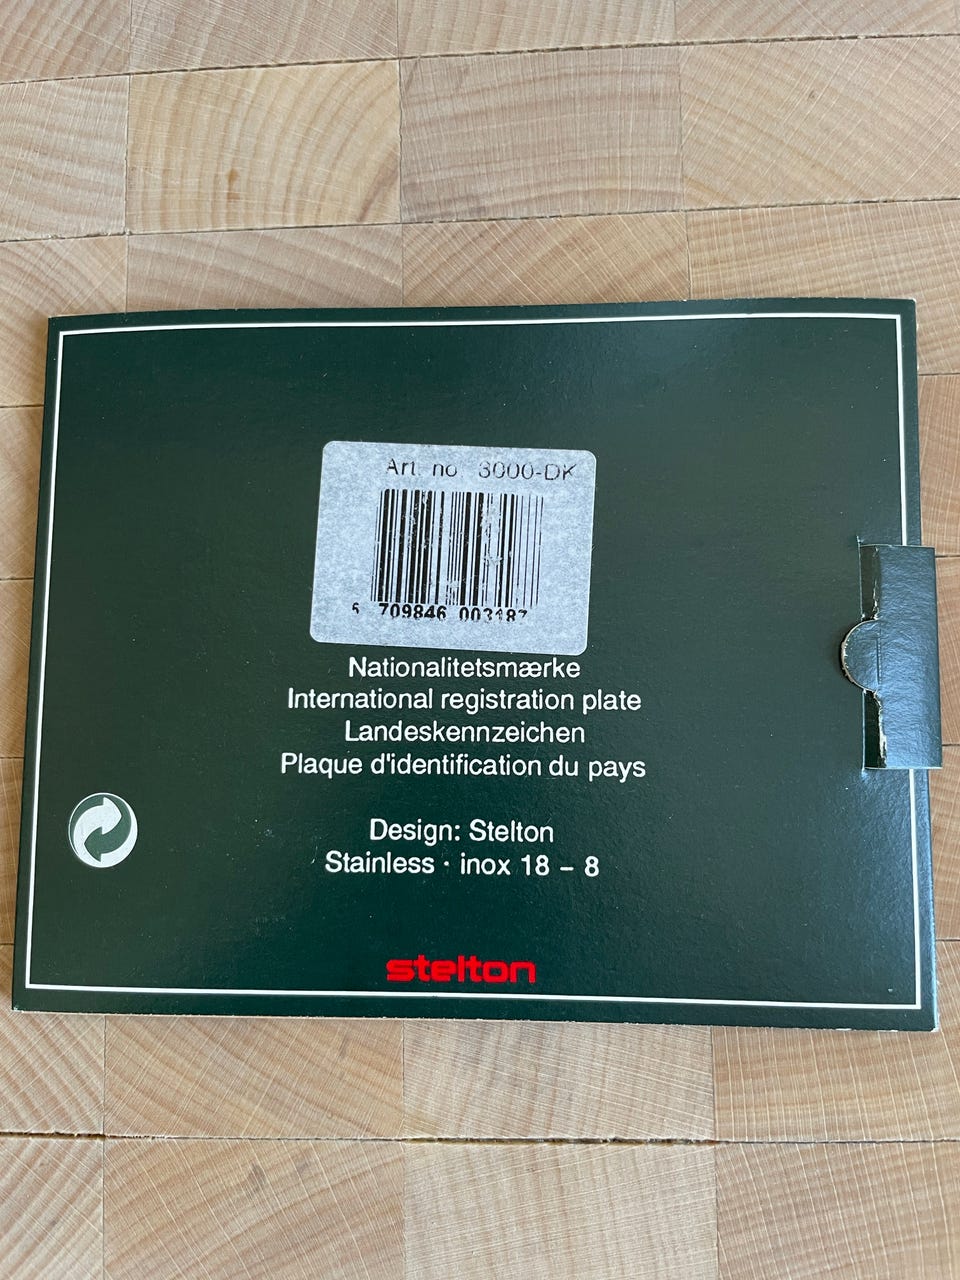 Art. no. 3000-DK
5 709846 003187
Nationalitetsmærke
International registration plate
Landeskennzeichen
Plaque d'identification du pays
Design: Stelton
Stainless · inox 18 – 8
stelton